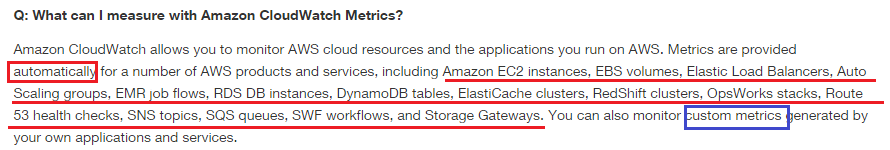 Q: What can I measure with Amazon CloudWatch Metrics?
Amazon CloudWatch allows you to monitor AWS cloud resources and the applications you run on AWS. Metrics are provided
automatically for a number of AWS products and services, including Amazon EC2 instances, EBS volumes, Elastic Load Balancers, Auto
Scaling groups, EMR job flows, RDS DB instances, DynamoDB tables, ElastiCache clusters, RedShift clusters, OpsWorks stacks, Route
53 health checks, SNS topics, SQS queues, SWF workflows, and Storage Gateways. You can also monitor custom metrics generated by
your own applications and services.